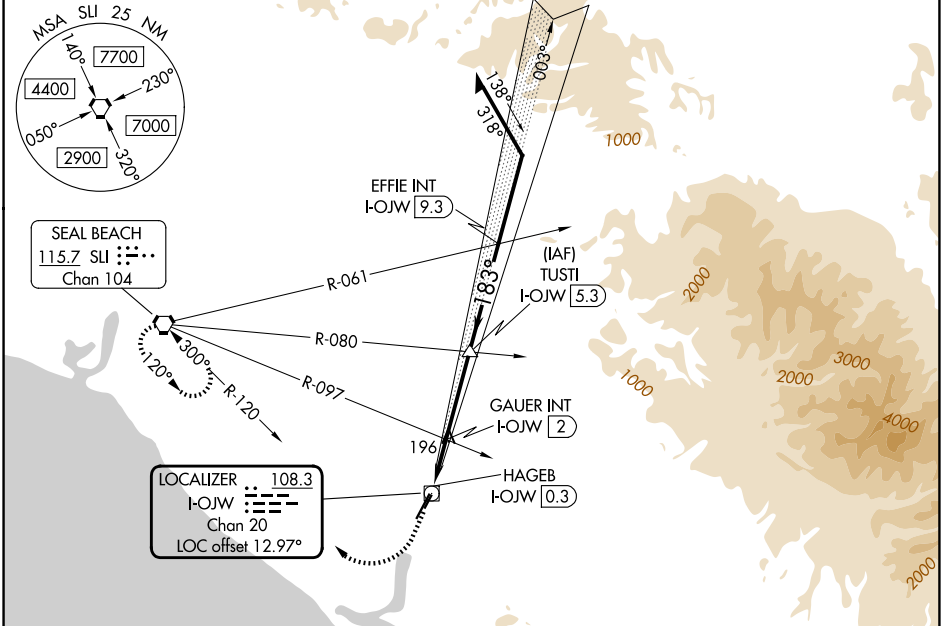 MSA SLI 25 NM
140°
7700
4400
230°
7000
050°
2900
320°
003°
138°
318°
1000
EFFIE INT
I-OJW 9.3
SEAL BEACH
115.7 SLI
Chan 104
(IAF)
TUSTI
I-OJW 5.3
183°
R-061
2000
R-080
300°
120°
R-097
R-120
3000
2000
1000
4000
GAUER INT
I-OJW 2
196
HAGEB
I-OJW 0.3
LOCALIZER 108.3
I-OJW
Chan 20
LOC offset 12.97°
2000